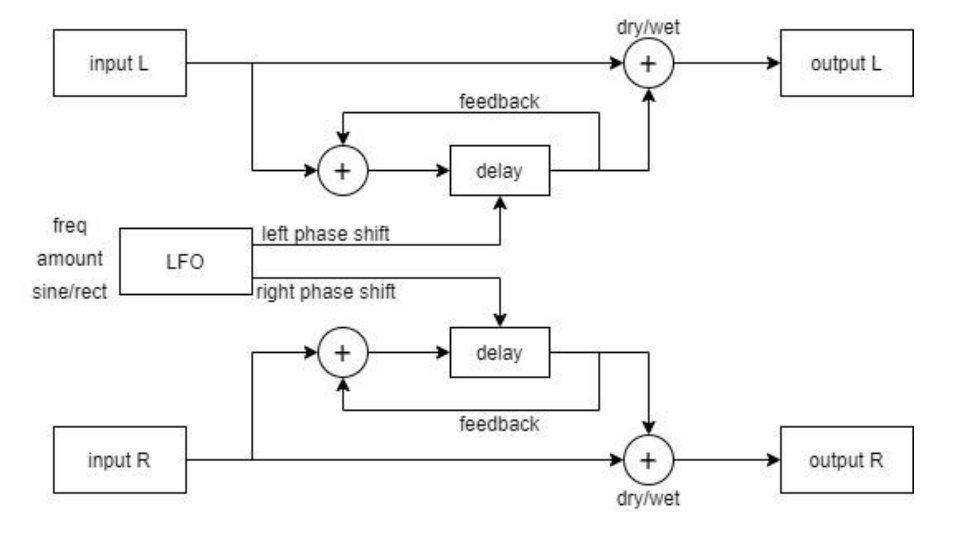 dry/wet
input L
+
output L
feedback
+
delay
freq
left phase shift
amount
LFO
sine/rect
right phase shift
+
delay
feedback
input R
+
output R
dry/wet